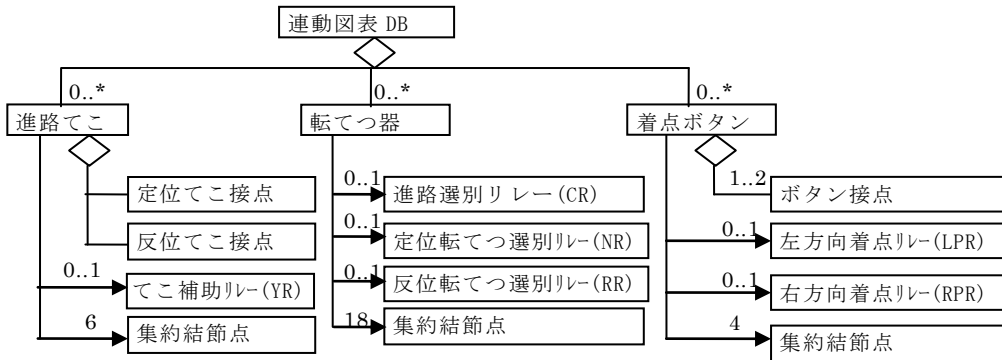 連動図表 DB
0..*
0..*
0..*
進路てこ
転てつ器
着点ボタン
定位てこ接点
反位てこ接点
0..1
てこ補助リレー(YR)
6
集約結節点
0..1
進路選別リレー(CR)
0..1
定位転てつ選別リレー(NR)
0..1
反位転てつ選別リレー(RR)
18
集約結節点
1..2
ボタン接点
0..1
左方向着点リレー(LPR)
0..1
右方向着点リレー(RPR)
4
集約結節点